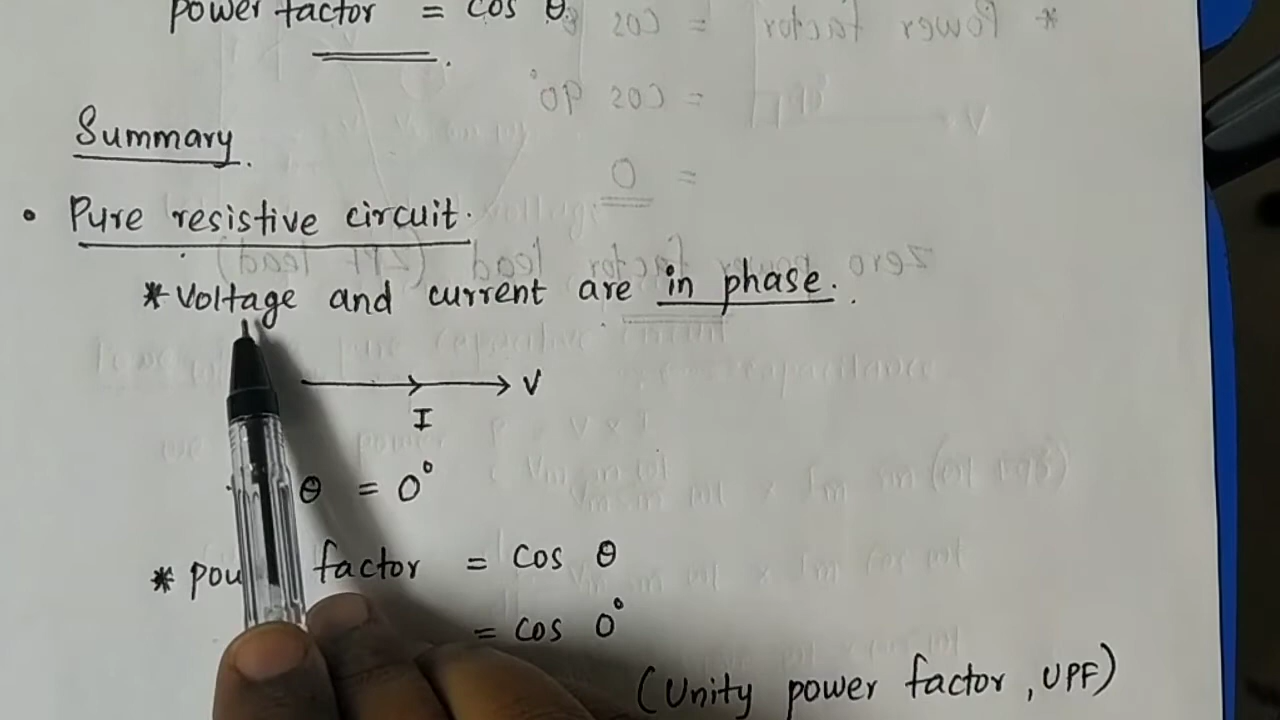 power factor = cos θ
Summary.
• Pure resistive circuit.
* Voltage and current are in phase.
V
I
θ = 0°
* pow factor = cos θ
= cos 0°
(Unity power factor, UPF)